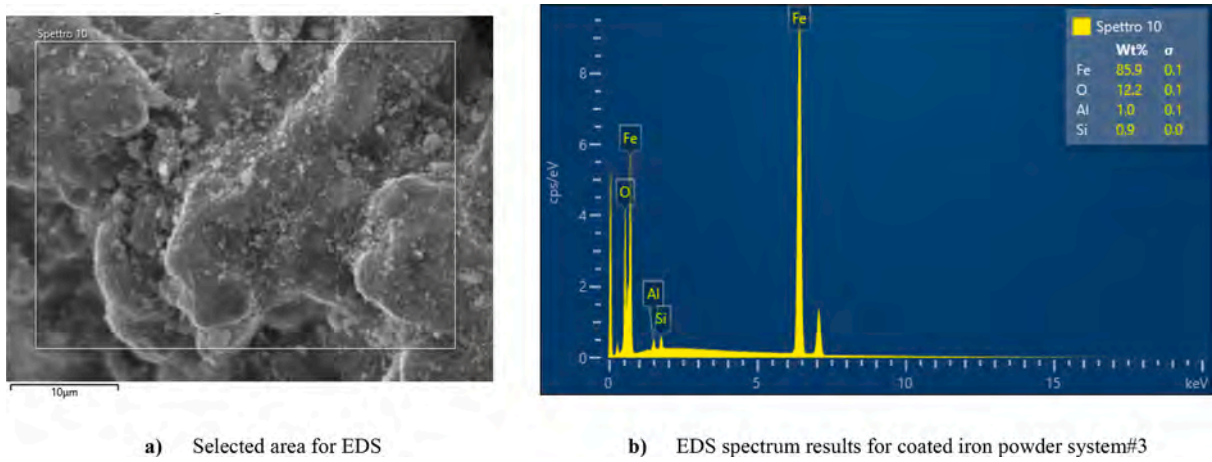 Spettro 10
10µm
Fe
Fe
O
Al
Si
cps/eV
8
6
4
2
0
0 5 10 15 keV
Spettro 10
Wt% σ
Fe 85.9 0.1
O 12.2 0.1
Al 1.0 0.1
Si 0.9 0.0
a) Selected area for EDS
b) EDS spectrum results for coated iron powder system#3